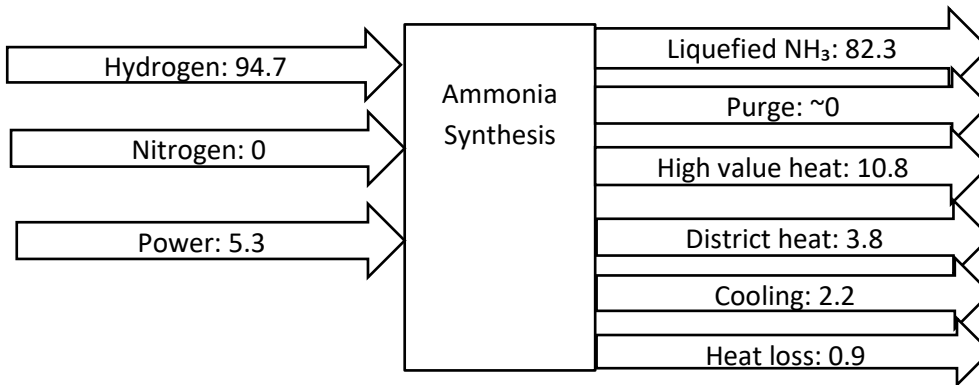 Hydrogen: 94.7
Nitrogen: 0
Power: 5.3
Ammonia
Synthesis
Liquefied NH₃: 82.3
Purge: ~0
High value heat: 10.8
District heat: 3.8
Cooling: 2.2
Heat loss: 0.9